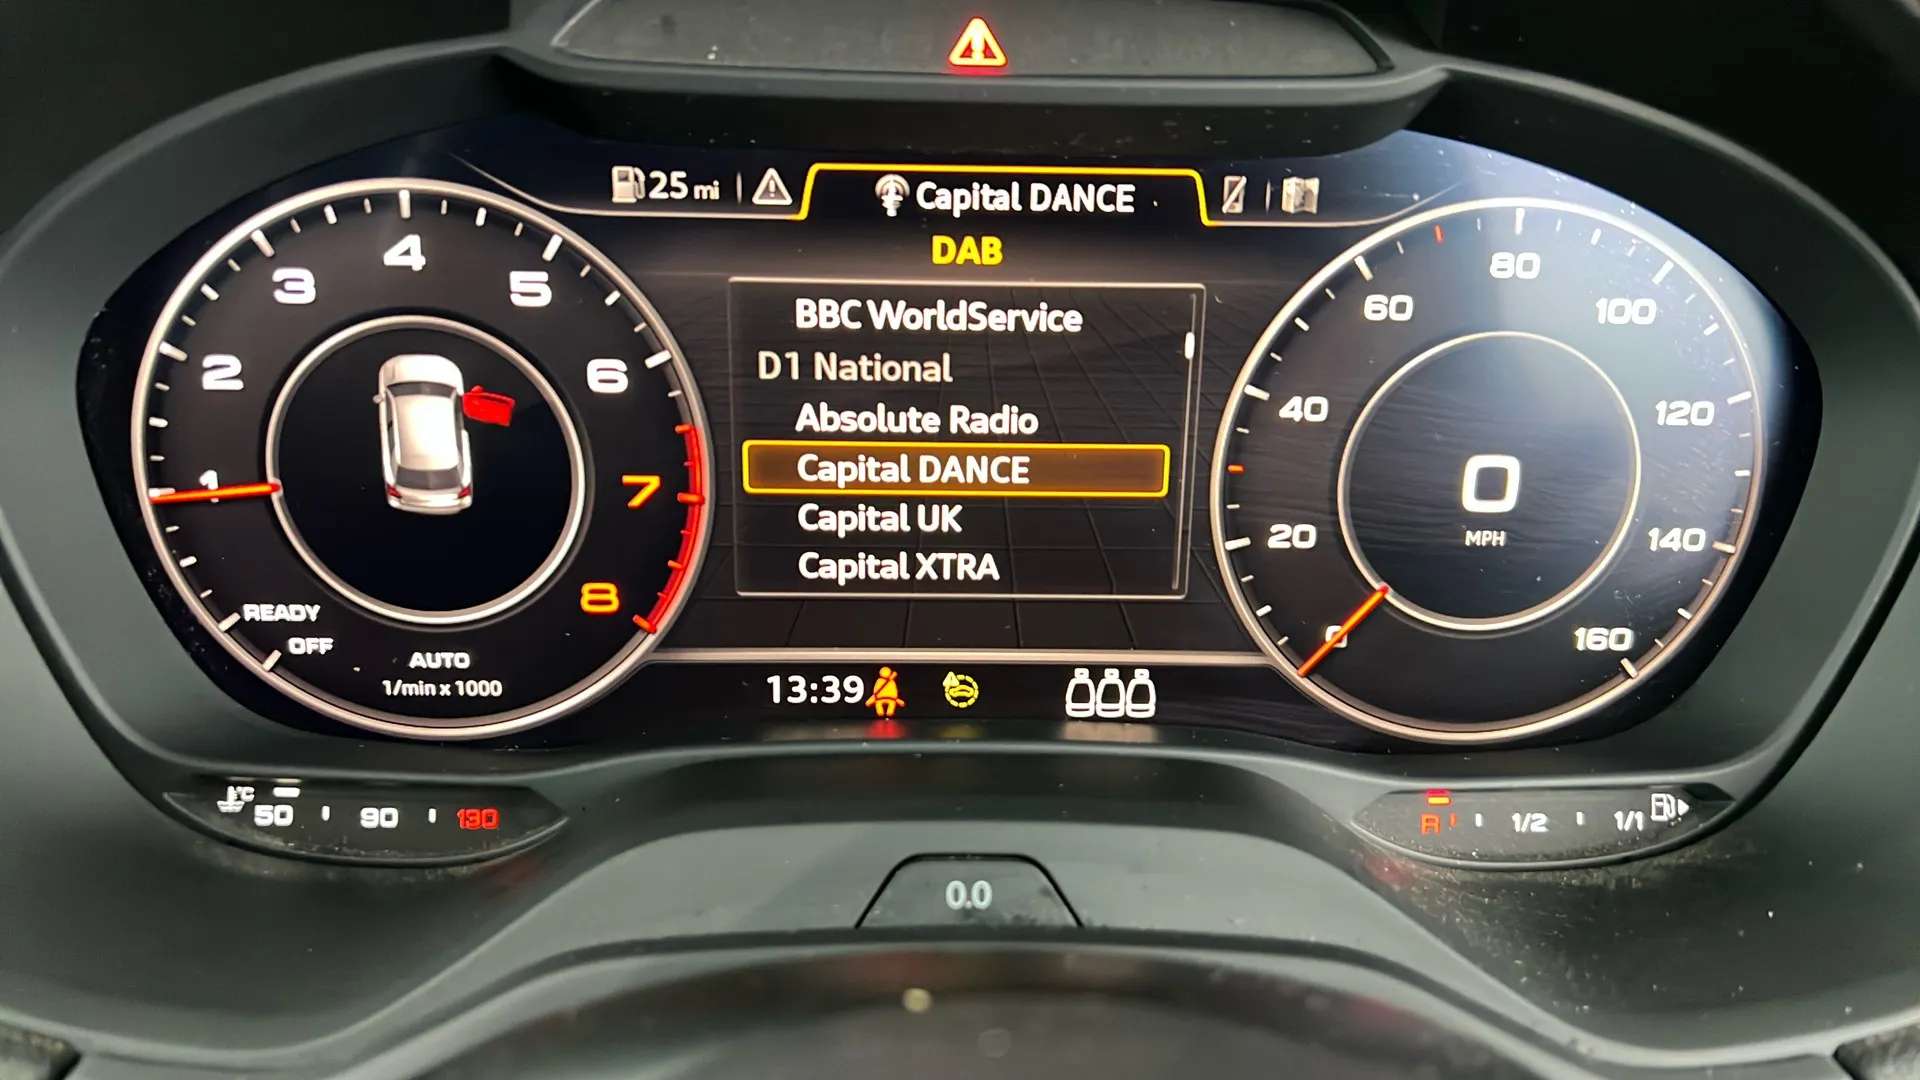 25 mi
Capital DANCE
DAB
BBC WorldService
D1 National
Absolute Radio
Capital DANCE
Capital UK
Capital XTRA
1
2
3
4
5
6
7
8
READY
OFF
AUTO
1/min x 1000
0
20
40
60
80
100
120
140
160
0
MPH
13:39
°C
50
90
130
R
1/2
1/1
0.0